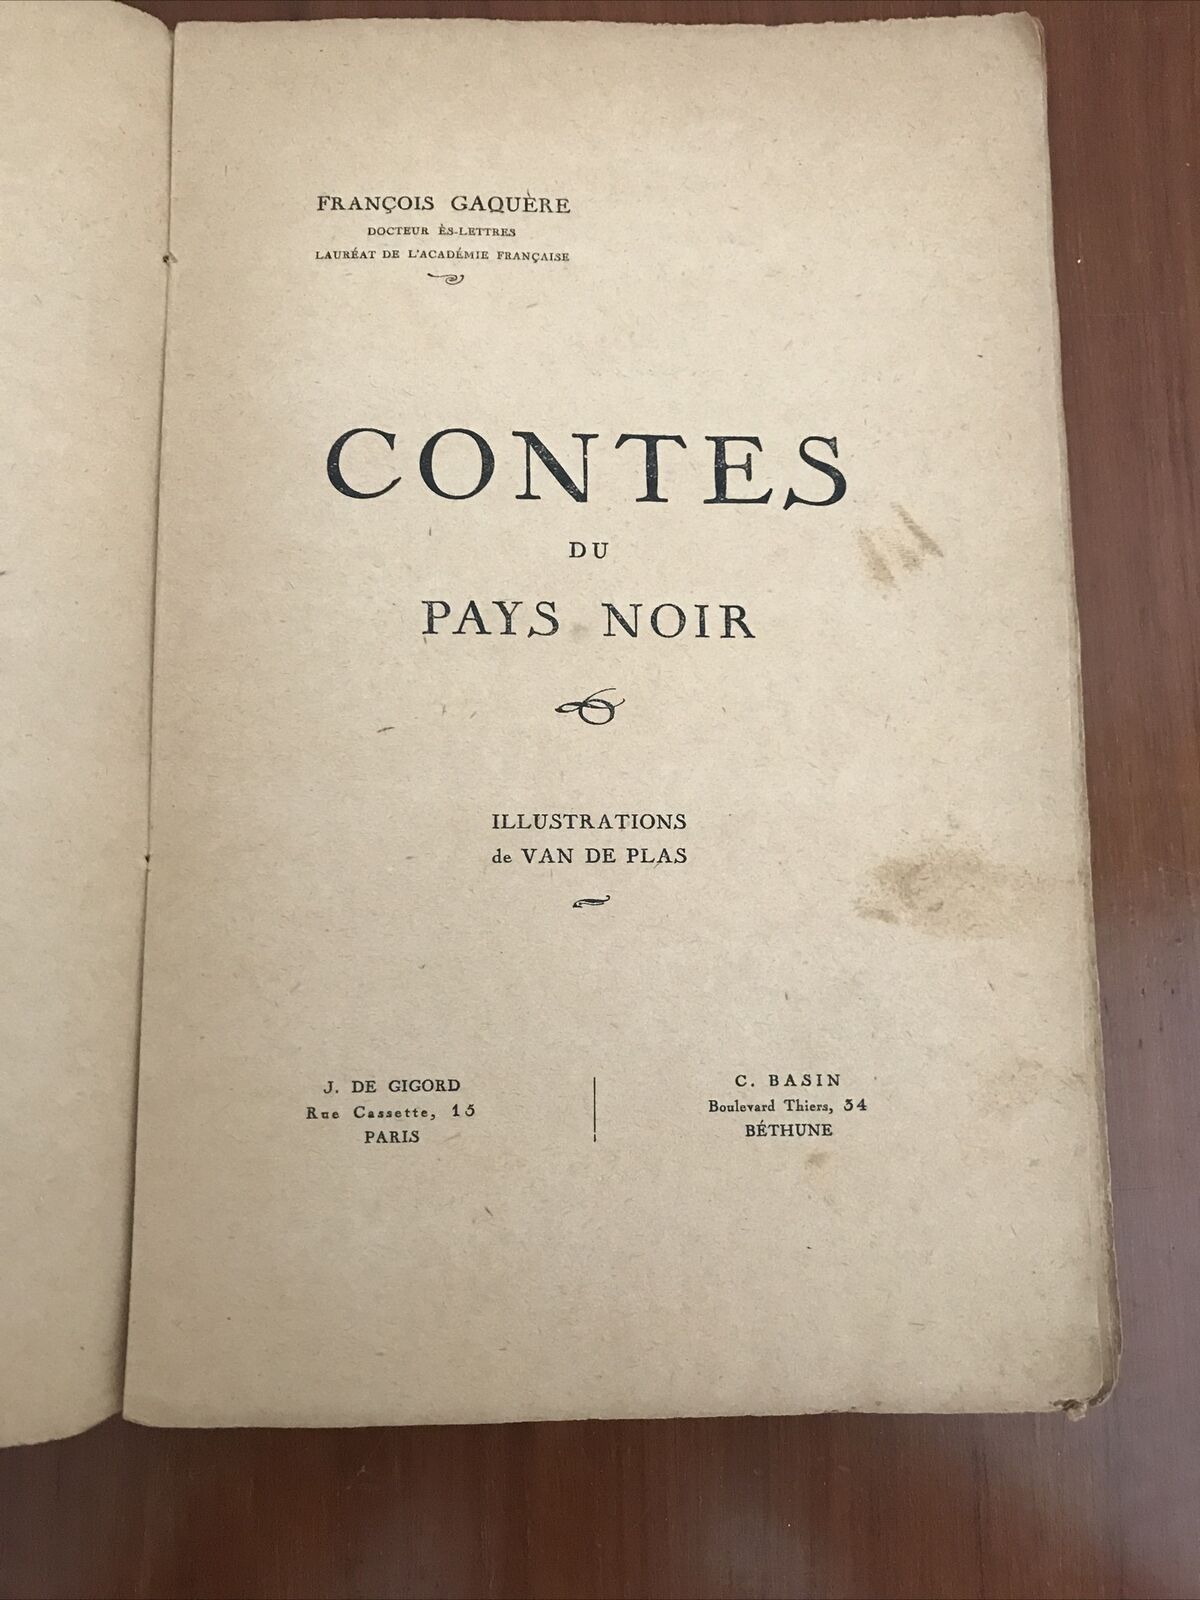 FRANÇOIS GAQUÈRE
DOCTEUR ÈS-LETTRES
LAURÉAT DE L'ACADÉMIE FRANÇAISE
CONTES
DU
PAYS NOIR
ILLUSTRATIONS
de VAN DE PLAS
J. DE GIGORD
Rue Cassette, 15
PARIS
C. BASIN
Boulevard Thiers, 34
BÉTHUNE